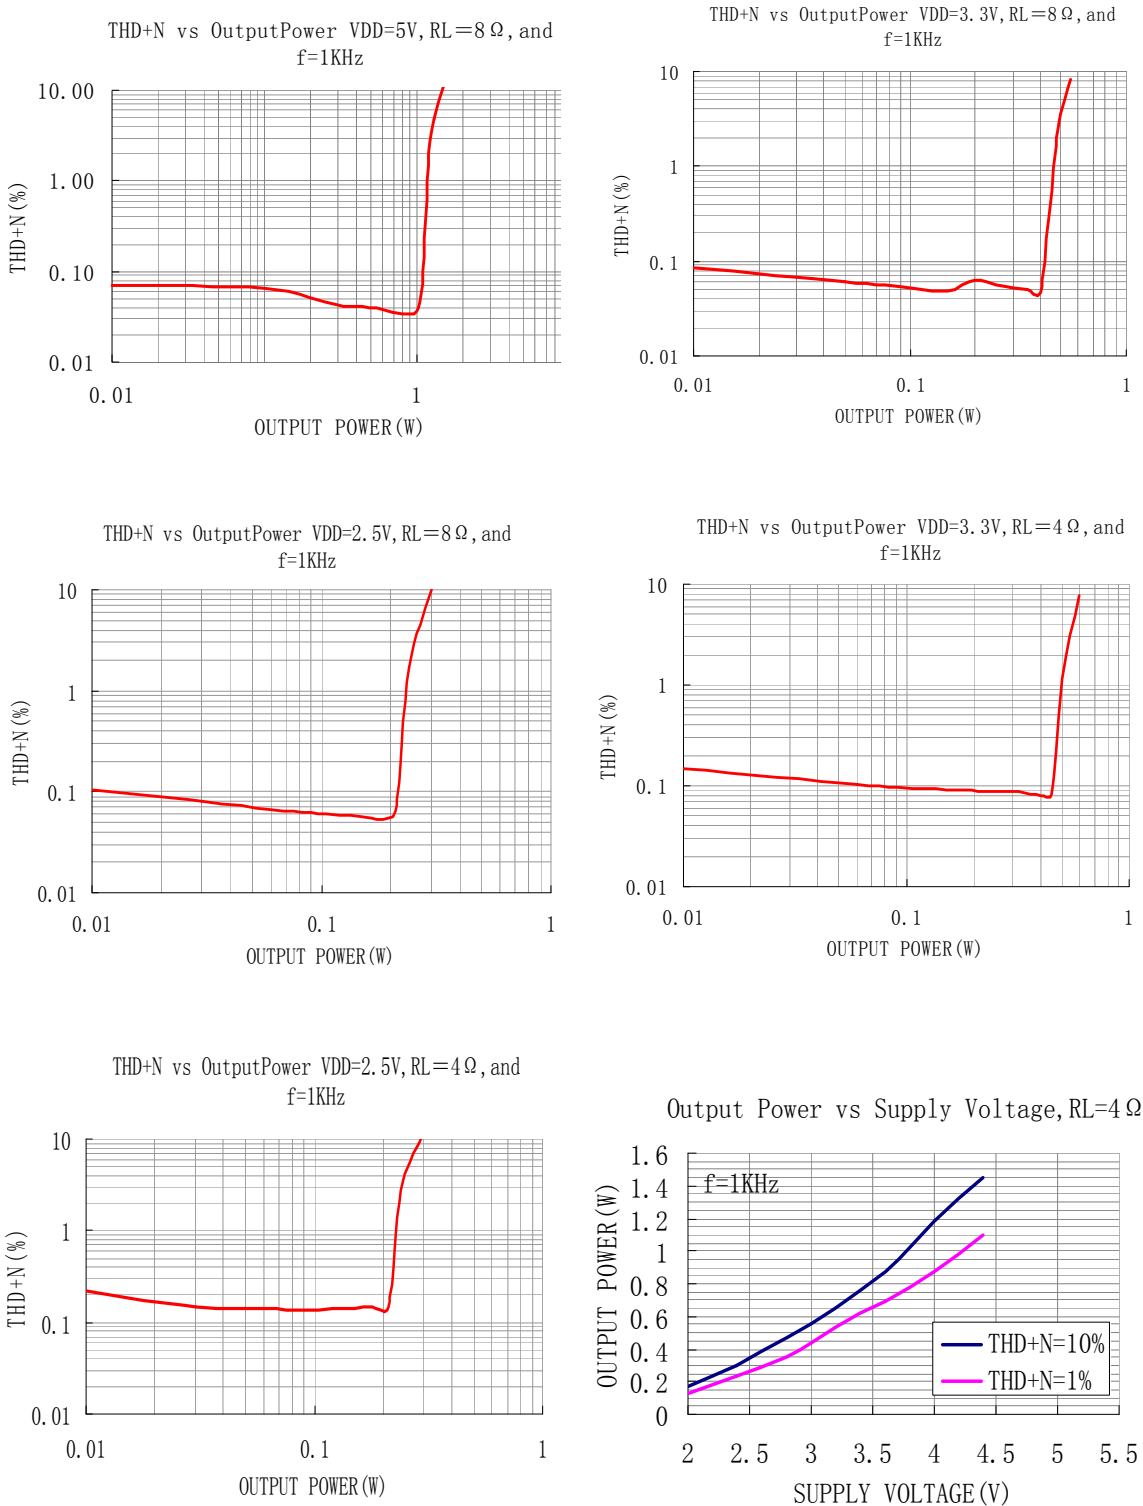 THD+N vs OutputPower VDD=5V,RL=8Ω,and
f=1KHz
10.00
1.00
0.10
0.01
THD+N(%)
0.01 1
OUTPUT POWER(W)
THD+N vs OutputPower VDD=3.3V,RL=8Ω,and
f=1KHz
10
1
0.1
0.01
THD+N(%)
0.01 0.1 1
OUTPUT POWER(W)
THD+N vs OutputPower VDD=2.5V,RL=8Ω,and
f=1KHz
10
1
0.1
0.01
THD+N(%)
0.01 0.1 1
OUTPUT POWER(W)
THD+N vs OutputPower VDD=3.3V,RL=4Ω,and
f=1KHz
10
1
0.1
0.01
THD+N(%)
0.01 0.1 1
OUTPUT POWER(W)
THD+N vs OutputPower VDD=2.5V,RL=4Ω,and
f=1KHz
10
1
0.1
0.01
THD+N(%)
0.01 0.1 1
OUTPUT POWER(W)
Output Power vs Supply Voltage,RL=4Ω
f=1KHz
1.6
1.4
1.2
1
0.8
0.6
0.4
0.2
0
OUTPUT POWER(W)
THD+N=10%
THD+N=1%
2 2.5 3 3.5 4 4.5 5 5.5
SUPPLY VOLTAGE(V)